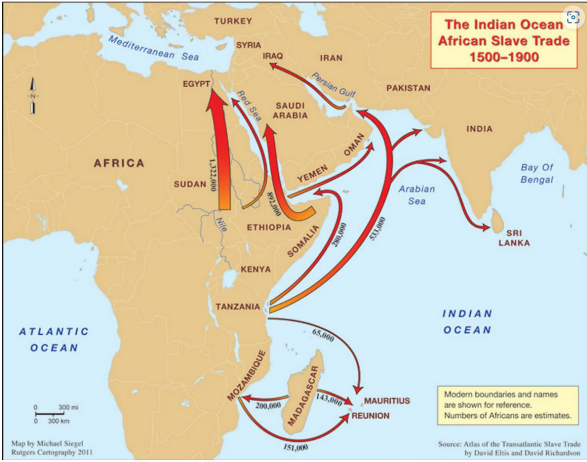 The Indian Ocean
African Slave Trade
1500–1900
TURKEY
Mediterranean Sea
SYRIA
IRAQ
IRAN
Persian Gulf
PAKISTAN
EGYPT
Red Sea
SAUDI
ARABIA
OMAN
INDIA
N
AFRICA
1,322,000
892,000
YEMEN
Bay Of
Bengal
SUDAN
Arabian
Sea
Nile
ETHIOPIA
SOMALIA
280,000
533,000
SRI
LANKA
KENYA
TANZANIA
INDIAN
OCEAN
ATLANTIC
OCEAN
65,000
MOZAMBIQUE
MADAGASCAR
200,000
143,000
MAURITIUS
REUNION
151,000
0 300 mi
0 300 km
Modern boundaries and names
are shown for reference.
Numbers of Africans are estimates.
Map by Michael Siegel
Rutgers Cartography 2011
Source: Atlas of the Transatlantic Slave Trade
by David Eltis and David Richardson